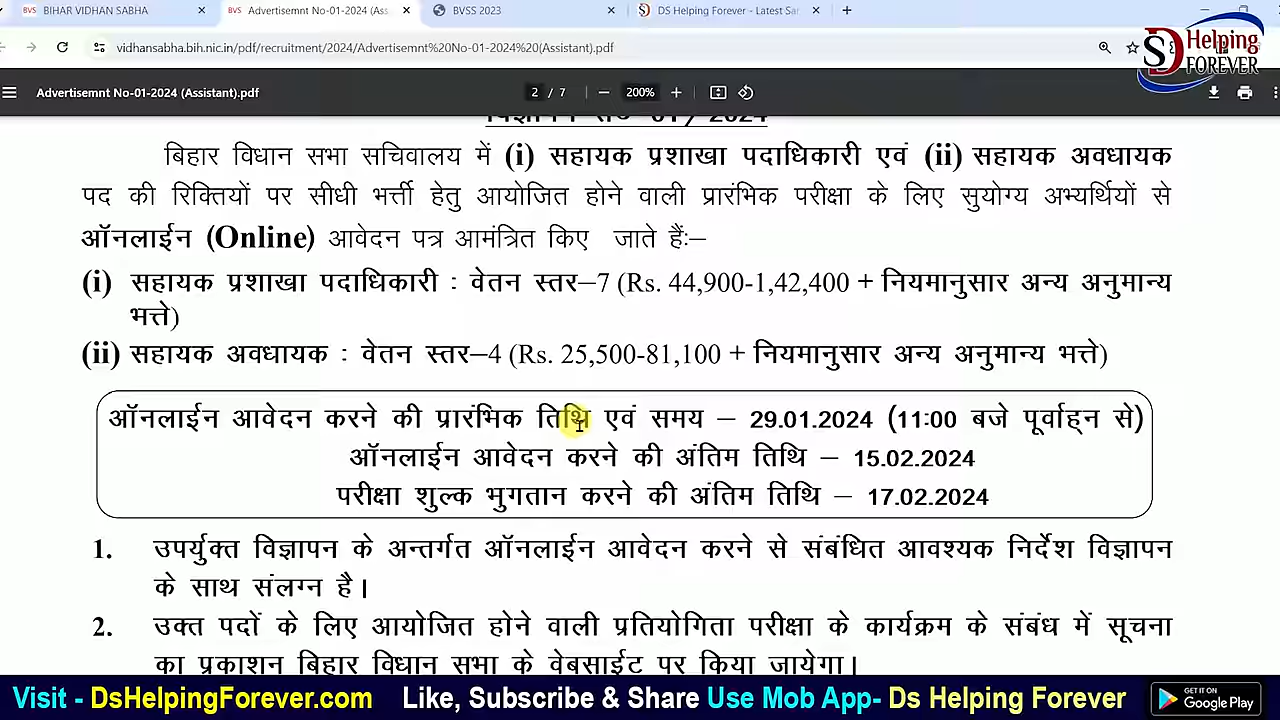 BVS BIHAR VIDHAN SABHA
BVS Advertisemnt No-01-2024 (Ass
BVSS 2023
DS Helping Forever - Latest Sar
vidhansabha.bih.nic.in/pdf/recruitment/2024/Advertisemnt%20No-01-2024%20(Assistant).pdf
SD Helping FOREVER
Advertisemnt No-01-2024 (Assistant).pdf
2 / 7
200%
विज्ञापन सं०-01/2024
बिहार विधान सभा सचिवालय में (i) सहायक प्रशाखा पदाधिकारी एवं (ii) सहायक अवधायक
पद की रिक्तियों पर सीधी भर्त्ती हेतु आयोजित होने वाली प्रारंभिक परीक्षा के लिए सुयोग्य अभ्यर्थियों से
ऑनलाईन (Online) आवेदन पत्र आमंत्रित किए जाते हैं:–
(i) सहायक प्रशाखा पदाधिकारी : वेतन स्तर–7 (Rs. 44,900-1,42,400 + नियमानुसार अन्य अनुमान्य
भत्ते)
(ii) सहायक अवधायक : वेतन स्तर–4 (Rs. 25,500-81,100 + नियमानुसार अन्य अनुमान्य भत्ते)
ऑनलाईन आवेदन करने की प्रारंभिक तिथि एवं समय – 29.01.2024 (11:00 बजे पूर्वाह्न से)
ऑनलाईन आवेदन करने की अंतिम तिथि – 15.02.2024
परीक्षा शुल्क भुगतान करने की अंतिम तिथि – 17.02.2024
1. उपर्युक्त विज्ञापन के अन्तर्गत ऑनलाईन आवेदन करने से संबंधित आवश्यक निर्देश विज्ञापन
के साथ संलग्न है।
2. उक्त पदों के लिए आयोजित होने वाली प्रतियोगिता परीक्षा के कार्यक्रम के संबंध में सूचना
का प्रकाशन बिहार विधान सभा के वेबसाईट पर किया जायेगा।
Visit - DsHelpingForever.com Like, Subscribe & Share Use Mob App- Ds Helping Forever
GET IT ON
Google Play